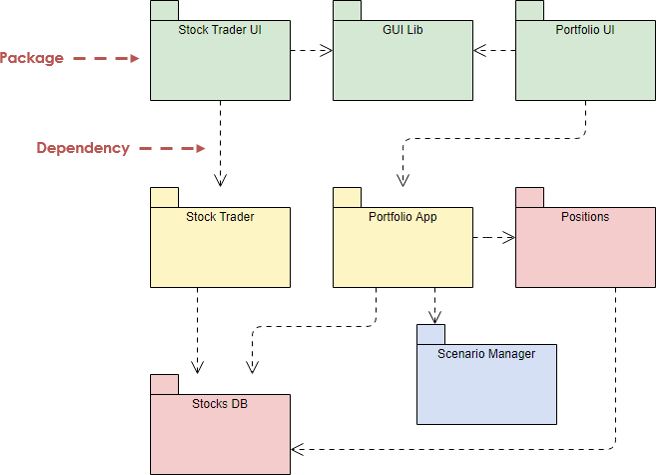 Stock Trader UI
GUI Lib
Portfolio UI
Package
Dependency
Stock Trader
Portfolio App
Positions
Scenario Manager
Stocks DB